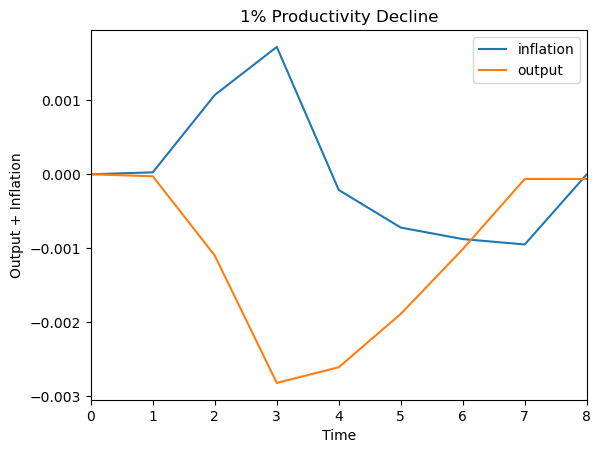 1% Productivity Decline
inflation
output
Output + Inflation
0.001
0.000
−0.001
−0.002
−0.003
0 1 2 3 4 5 6 7 8
Time